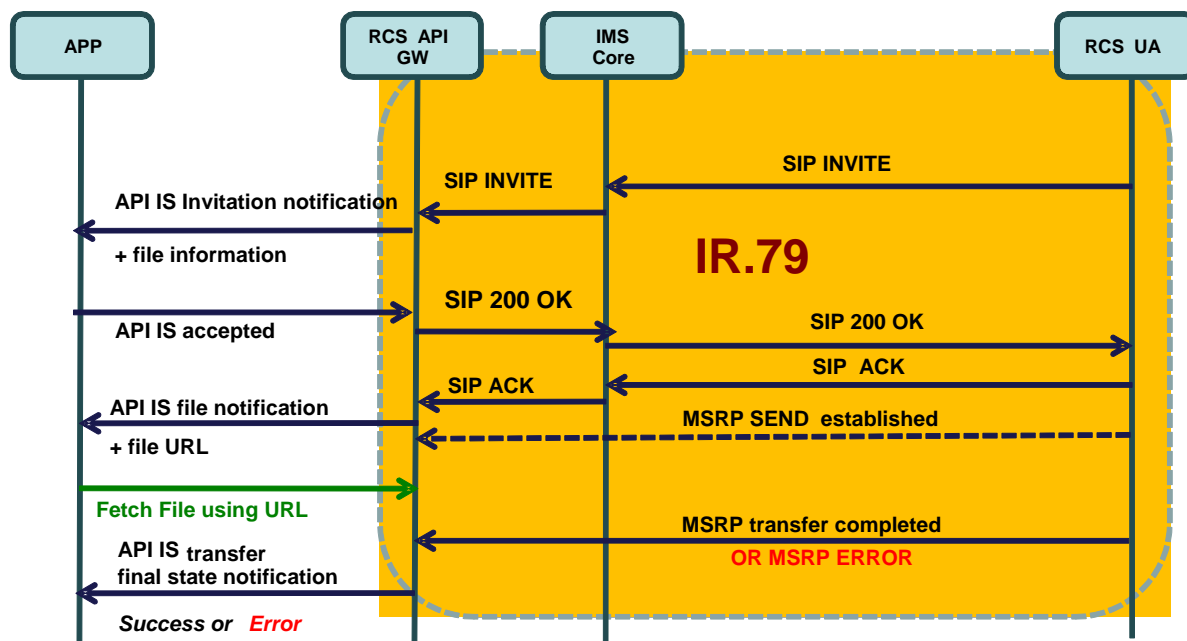 APP
RCS API
GW
IMS
Core
RCS UA
SIP INVITE
SIP INVITE
API IS Invitation notification
+ file information
IR.79
SIP 200 OK
API IS accepted
SIP 200 OK
SIP ACK
SIP ACK
API IS file notification
MSRP SEND established
+ file URL
Fetch File using URL
MSRP transfer completed
OR MSRP ERROR
API IS transfer
final state notification
Success or Error